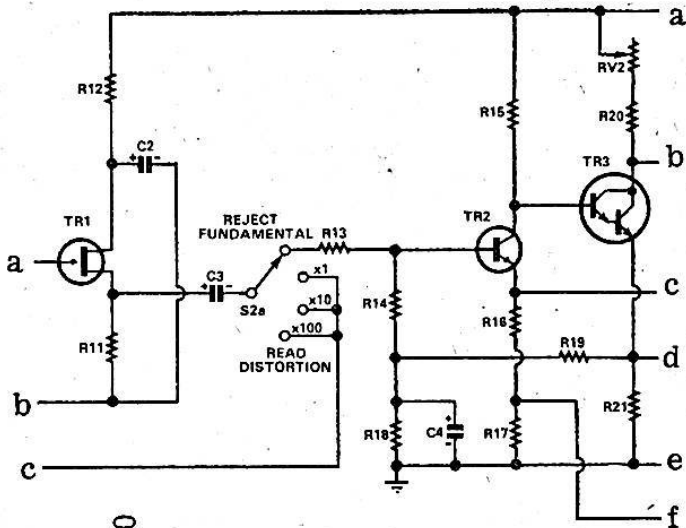 a
RV2
R12
R15
R20
C2
+ -
b
TR3
TR1
REJECT
FUNDAMENTAL
R13
TR2
a
C3
+ -
x1
S2a
x10
R14
c
R16
x100
R11
READ
DISTORTION
R19
d
b
R18
+
C4
-
R17
R21
c
e
f